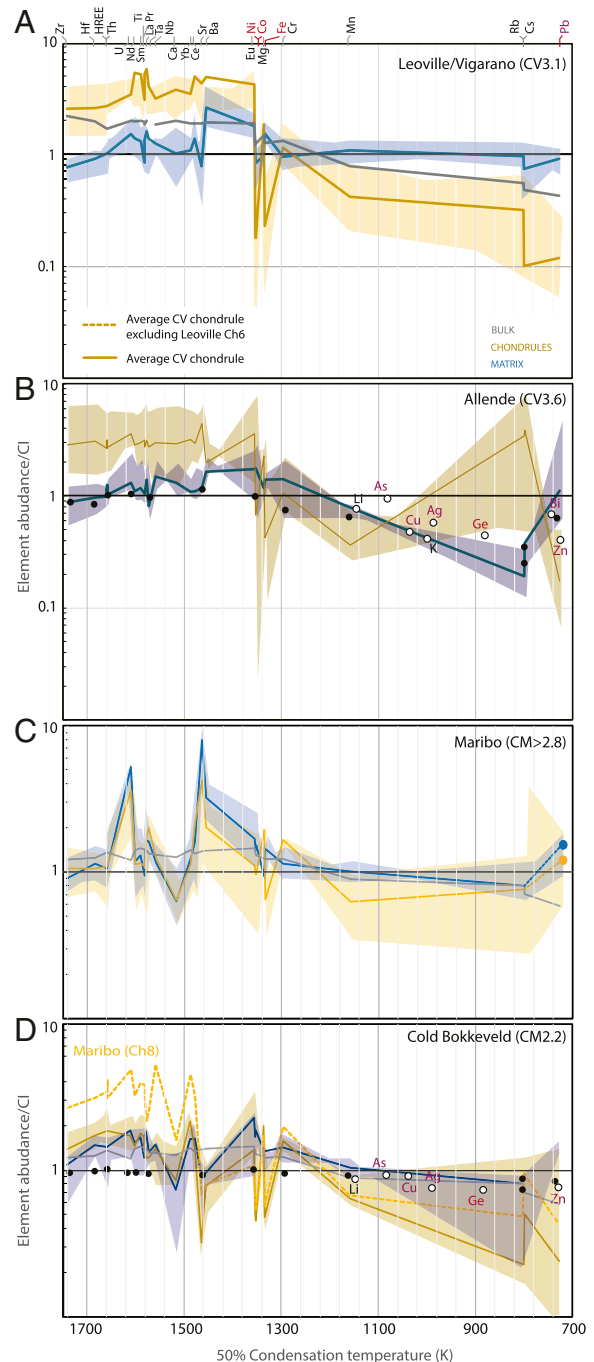 A
Zr
Hf
HREE
Th
U
Nd
Sm
Ti
La
Pr
Ta
Nb
Ca
Yb
Ce
Sr
Ba
Eu
Ni
Co
Mg
Fe
Cr
Mn
Rb
Cs
Pb
10
Leoville/Vigarano (CV3.1)
1
0.1
Average CV chondrule
excluding Leoville Ch6
Average CV chondrule
BULK
CHONDRULES
MATRIX
B
10
Allende (CV3.6)
Element abudance/CI
1
0.1
Li
As
Cu
Ag
K
Ge
Bi
Zn
C
10
Maribo (CM>2.8)
1
D
10
Cold Bokkeveld (CM2.2)
Maribo (Ch8)
Element abudance/CI
1
Li
As
Cu
Ag
Ge
Zn
1700
1500
1300
1100
900
700
50% Condensation temperature (K)